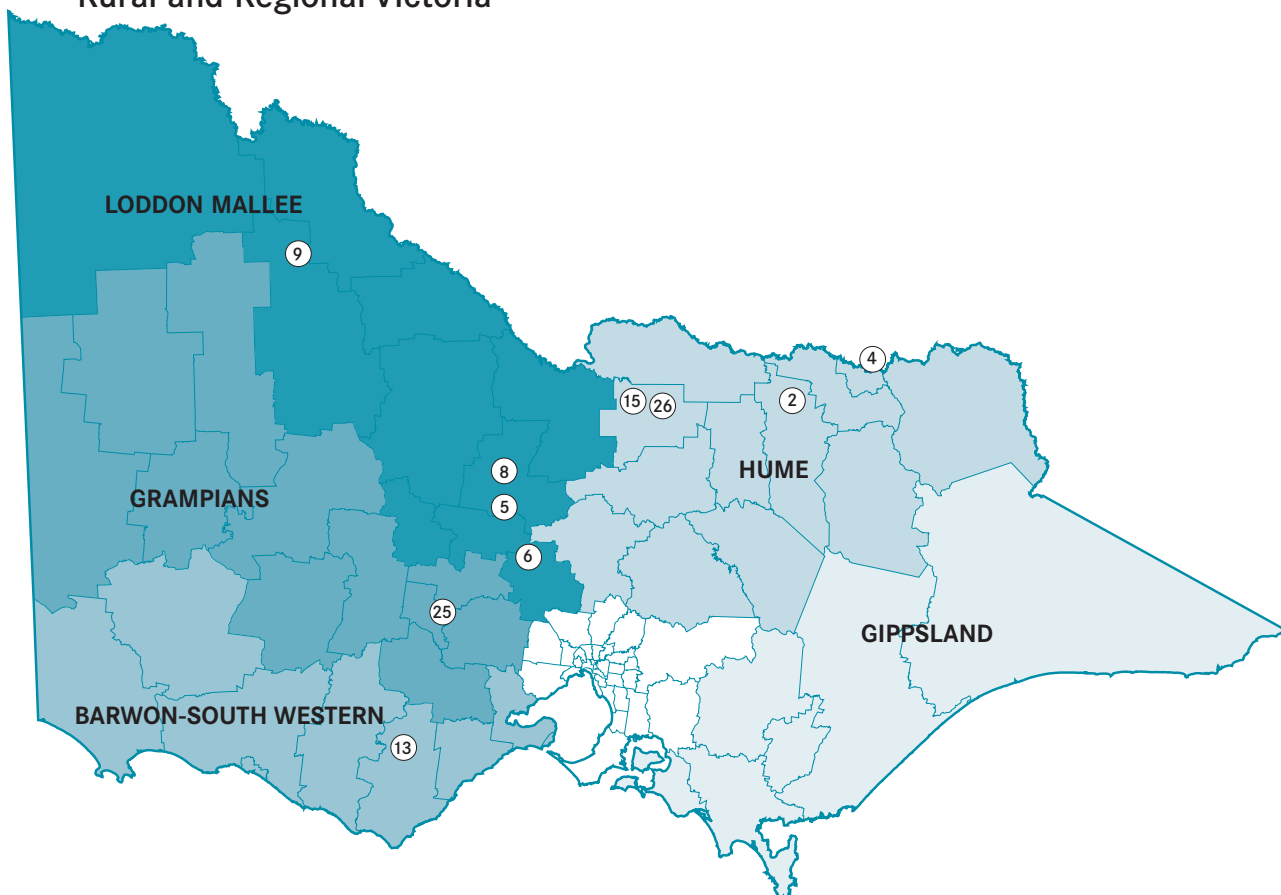 Rural and Regional Victoria
LODDON MALLEE
9
4
15
26
2
8
HUME
GRAMPIANS
5
6
25
GIPPSLAND
BARWON-SOUTH WESTERN
13